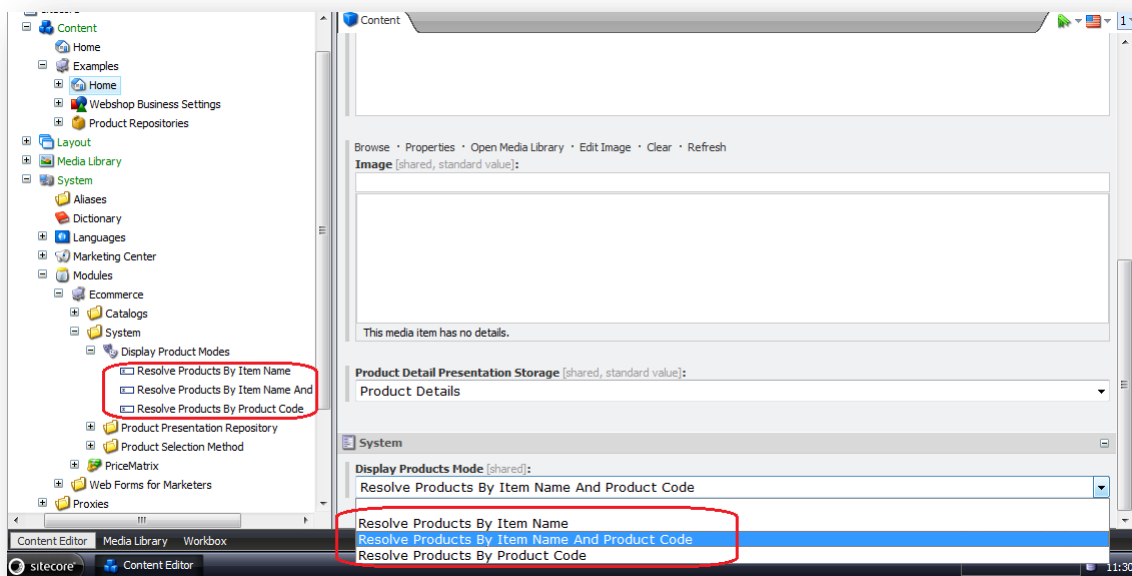 sitecore
Content
Home
Examples
Home
Webshop Business Settings
Product Repositories
Layout
Media Library
System
Aliases
Dictionary
Languages
Marketing Center
Modules
Ecommerce
Catalogs
System
Display Product Modes
Resolve Products By Item Name
Resolve Products By Item Name And
Resolve Products By Product Code
Product Presentation Repository
Product Selection Method
PriceMatrix
Web Forms for Marketers
Proxies
Content Editor Media Library Workbox
Content
1
Browse · Properties · Open Media Library · Edit Image · Clear · Refresh
Image [shared, standard value]:
This media item has no details.
Product Detail Presentation Storage [shared, standard value]:
Product Details
System
Display Products Mode [shared]:
Resolve Products By Item Name And Product Code
Resolve Products By Item Name
Resolve Products By Item Name And Product Code
Resolve Products By Product Code
sitecore Content Editor 11:30